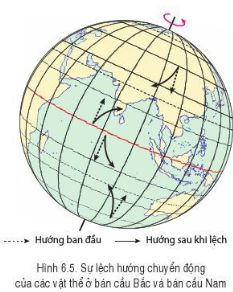 Hướng ban đầu
Hướng sau khi lệch
Hình 6.5. Sự lệch hướng chuyển động
của các vật thể ở bán cầu Bắc và bán cầu Nam